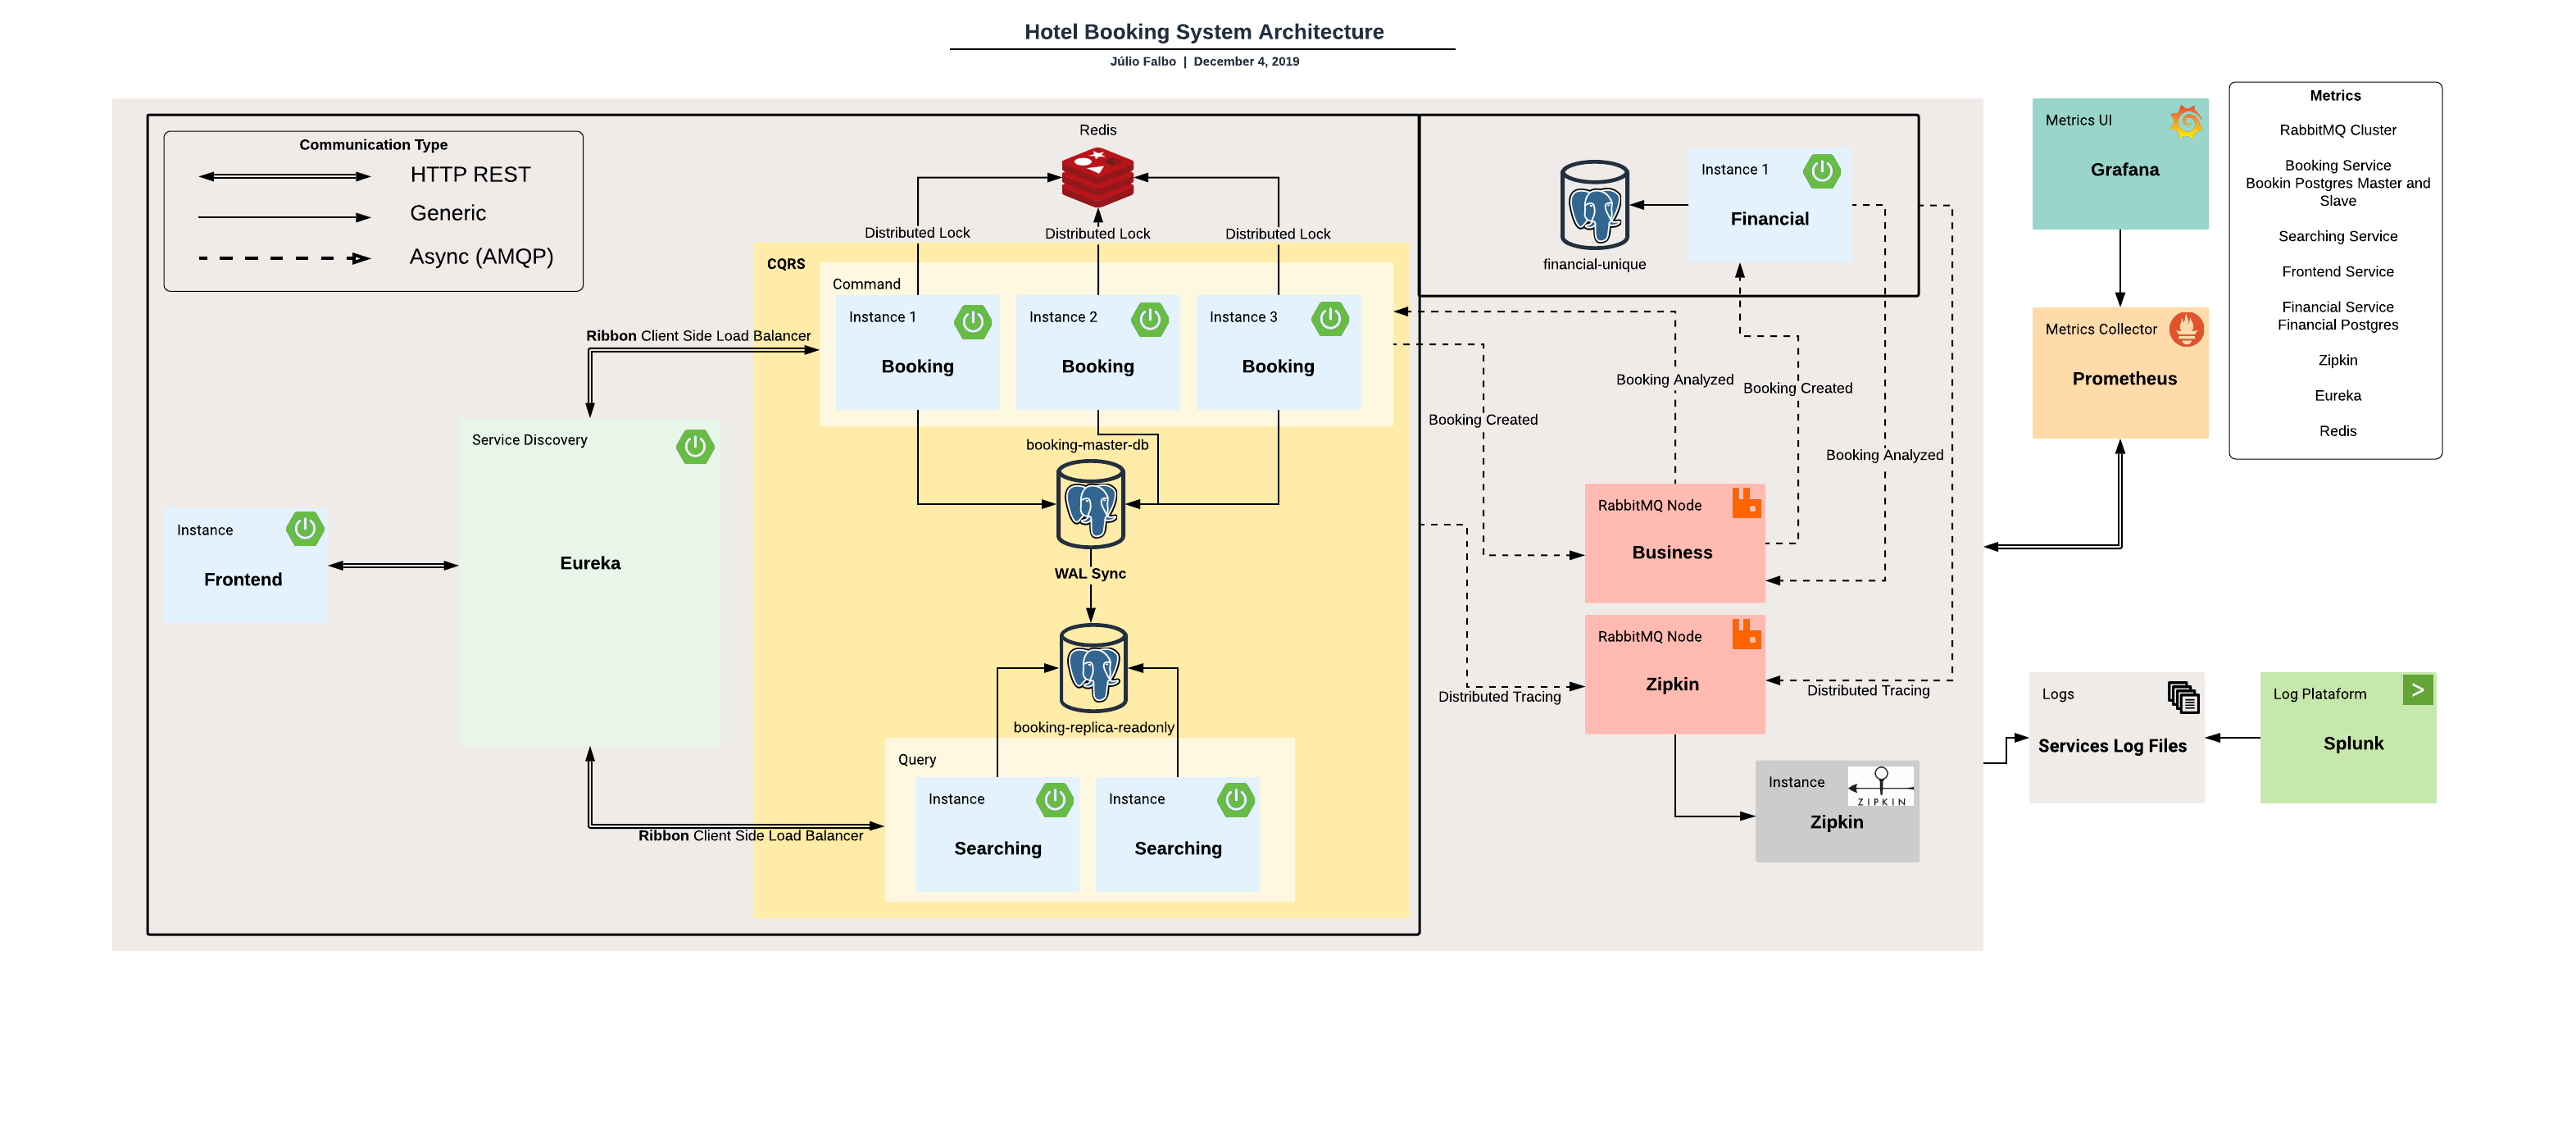 Hotel Booking System Architecture
Júlio Falbo | December 4, 2019
Communication Type
HTTP REST
Generic
Async (AMQP)
Redis
Distributed Lock
Distributed Lock
Distributed Lock
CQRS
Command
Instance 1
Booking
Instance 2
Booking
Instance 3
Booking
Ribbon Client Side Load Balancer
Service Discovery
Eureka
Instance
Frontend
booking-master-db
WAL Sync
booking-replica-readonly
Query
Instance
Searching
Instance
Searching
Ribbon Client Side Load Balancer
financial-unique
Instance 1
Financial
Booking Analyzed
Booking Created
Booking Created
Booking Analyzed
RabbitMQ Node
Business
RabbitMQ Node
Zipkin
Distributed Tracing
Distributed Tracing
Instance
ZIPKIN
Zipkin
Metrics UI
Grafana
Metrics Collector
Prometheus
Metrics
RabbitMQ Cluster
Booking Service
Bookin Postgres Master and
Slave
Searching Service
Frontend Service
Financial Service
Financial Postgres
Zipkin
Eureka
Redis
Logs
Services Log Files
Log Plataform
>
Splunk